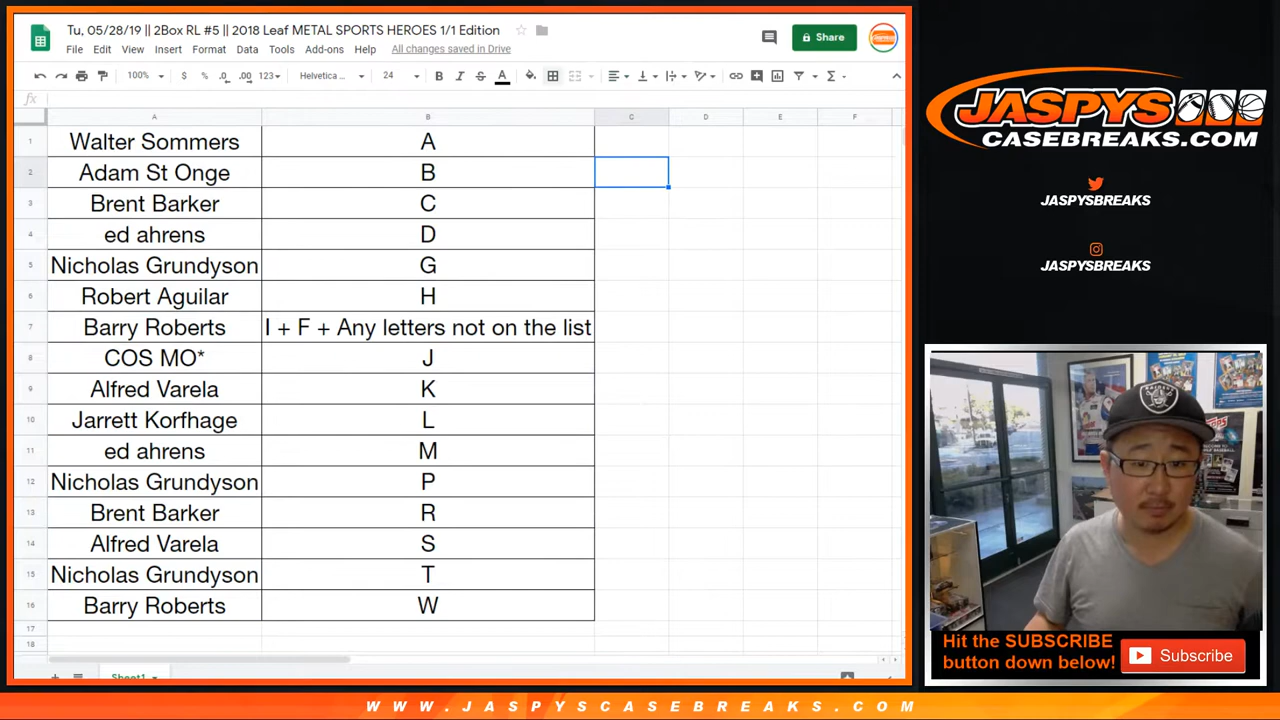 Tu, 05/28/19 || 2Box RL #5 || 2018 Leaf METAL SPORTS HEROES 1/1 Edition
File Edit View Insert Format Data Tools Add-ons Help All changes saved in Drive
Share
100% $ % .0 .00 123 Helvetica ... 24
fx
A B C D E F
1 Walter Sommers A
2 Adam St Onge B
3 Brent Barker C
4 ed ahrens D
5 Nicholas Grundyson G
6 Robert Aguilar H
7 Barry Roberts I + F + Any letters not on the list
8 COS MO* J
9 Alfred Varela K
10 Jarrett Korfhage L
11 ed ahrens M
12 Nicholas Grundyson P
13 Brent Barker R
14 Alfred Varela S
15 Nicholas Grundyson T
16 Barry Roberts W
17
18
Sheet1
JASPYS
CASEBREAKS.COM
JASPYSBREAKS
JASPYSBREAKS
RAIDERS
Hit the SUBSCRIBE
button down below!
Subscribe
WWW.JASPYSCASEBREAKS.COM